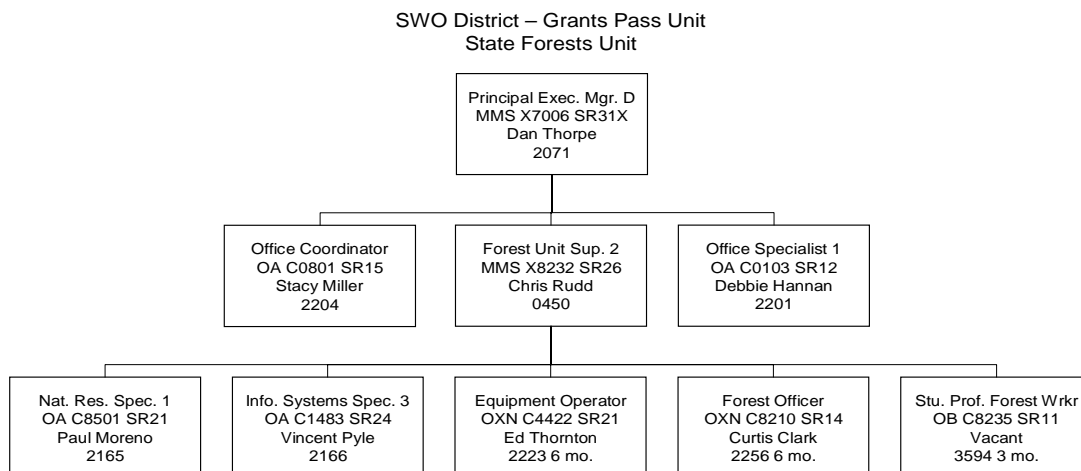 SWO District – Grants Pass Unit
State Forests Unit
Principal Exec. Mgr. D
MMS X7006 SR31X
Dan Thorpe
2071
Office Coordinator
OA C0801 SR15
Stacy Miller
2204
Forest Unit Sup. 2
MMS X8232 SR26
Chris Rudd
0450
Office Specialist 1
OA C0103 SR12
Debbie Hannan
2201
Nat. Res. Spec. 1
OA C8501 SR21
Paul Moreno
2165
Info. Systems Spec. 3
OA C1483 SR24
Vincent Pyle
2166
Equipment Operator
OXN C4422 SR21
Ed Thornton
2223 6 mo.
Forest Officer
OXN C8210 SR14
Curtis Clark
2256 6 mo.
Stu. Prof. Forest Wrkr
OB C8235 SR11
Vacant
3594 3 mo.